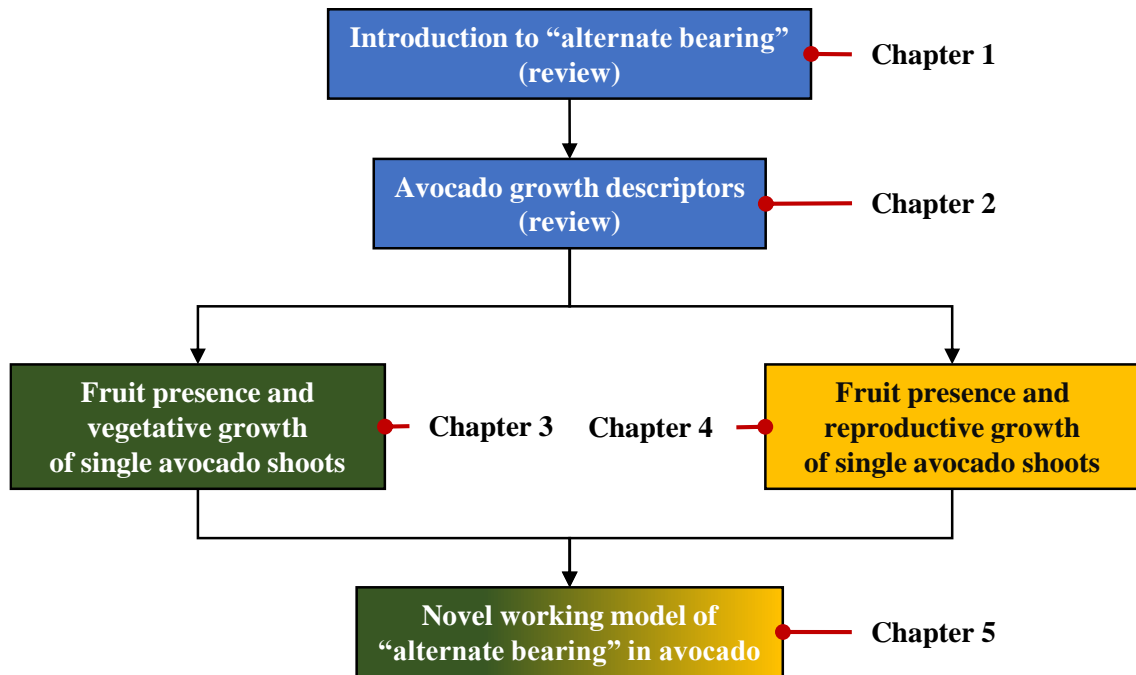 Introduction to “alternate bearing”
(review)
Chapter 1
Avocado growth descriptors
(review)
Chapter 2
Fruit presence and
vegetative growth
of single avocado shoots
Chapter 3
Chapter 4
Fruit presence and
reproductive growth
of single avocado shoots
Novel working model of
“alternate bearing” in avocado
Chapter 5